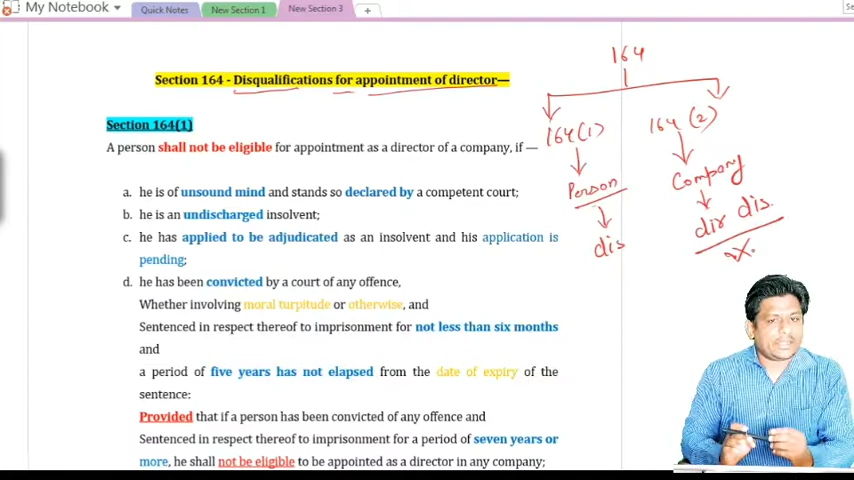 My Notebook
Quick Notes
New Section 1
New Section 3
+
Se
Section 164 - Disqualifications for appointment of director—
Section 164(1)
A person shall not be eligible for appointment as a director of a company, if —
a. he is of unsound mind and stands so declared by a competent court;
b. he is an undischarged insolvent;
c. he has applied to be adjudicated as an insolvent and his application is
pending;
d. he has been convicted by a court of any offence,
Whether involving moral turpitude or otherwise, and
Sentenced in respect thereof to imprisonment for not less than six months
and
a period of five years has not elapsed from the date of expiry of the
sentence:
Provided that if a person has been convicted of any offence and
Sentenced in respect thereof to imprisonment for a period of seven years or
more, he shall not be eligible to be appointed as a director in any company;
164
164(1)
164 (2)
Person
Company
dis
dir dis.